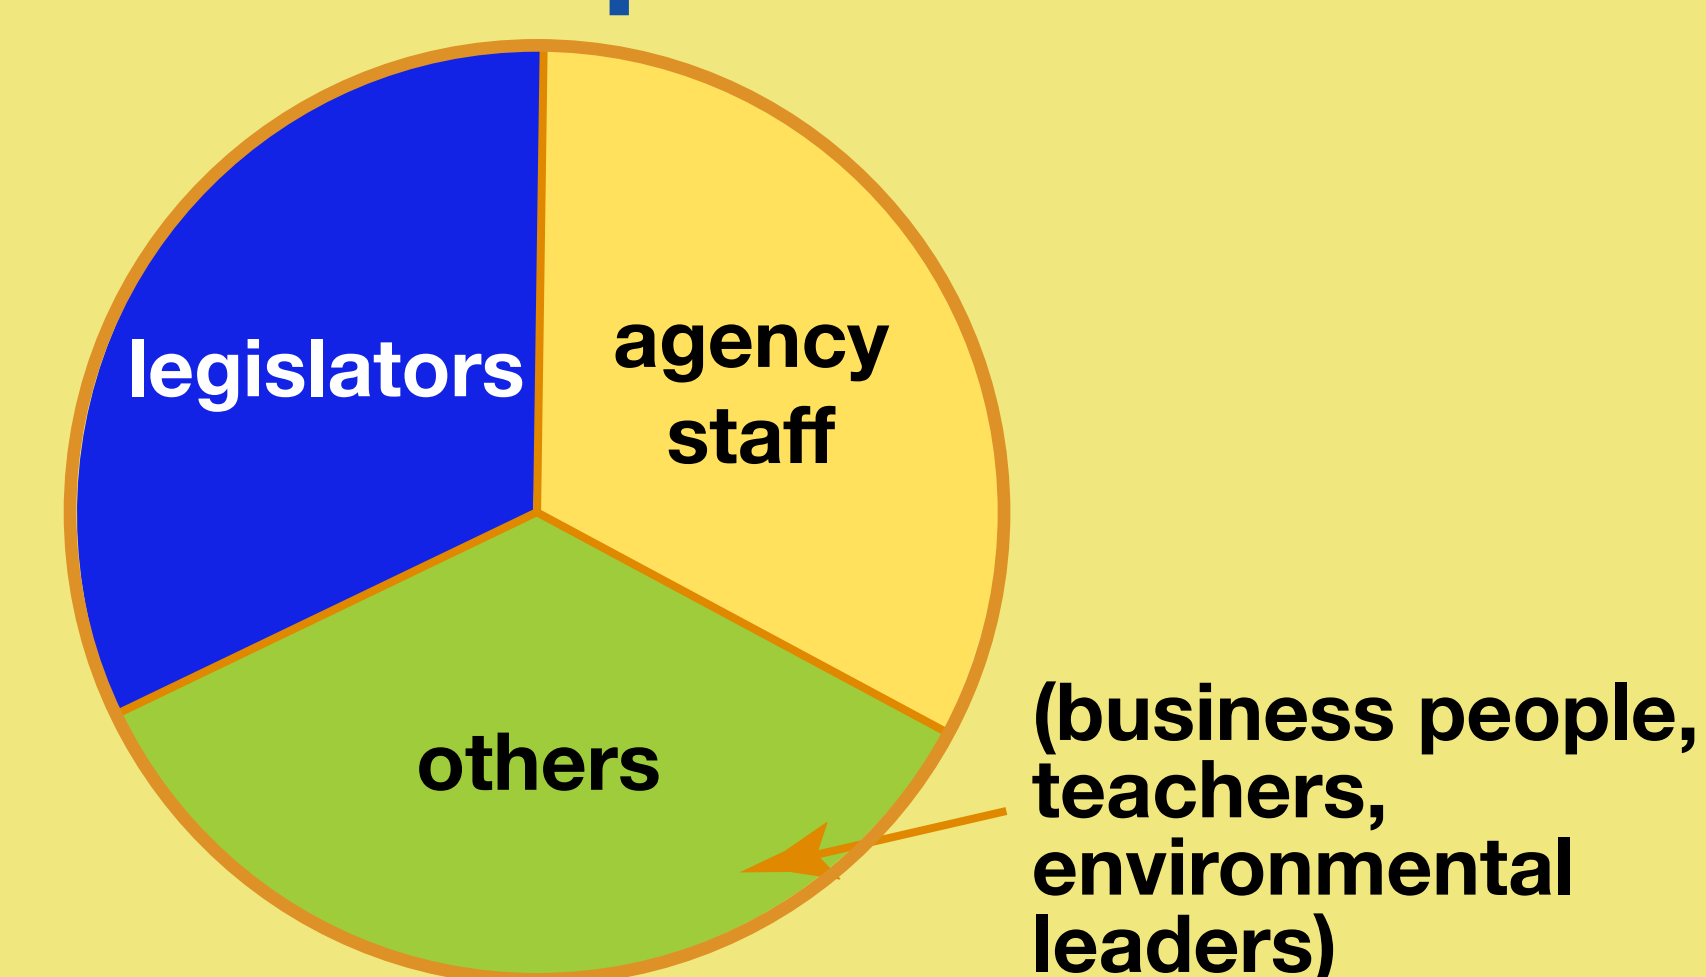 legislators
agency
staff
others
(business people,
teachers,
environmental
leaders)